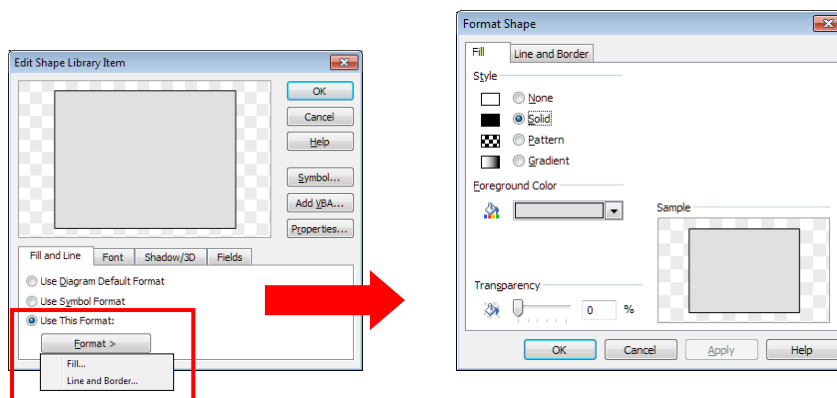 Edit Shape Library Item
OK
Cancel
Help
Symbol...
Add VBA...
Properties...
Fill and Line Font Shadow/3D Fields
Use Diagram Default Format
Use Symbol Format
Use This Format:
Format >
Fill...
Line and Border...
Format Shape
Fill Line and Border
Style
None
Solid
Pattern
Gradient
Foreground Color
Sample
Transparency
0 %
OK Cancel Apply Help